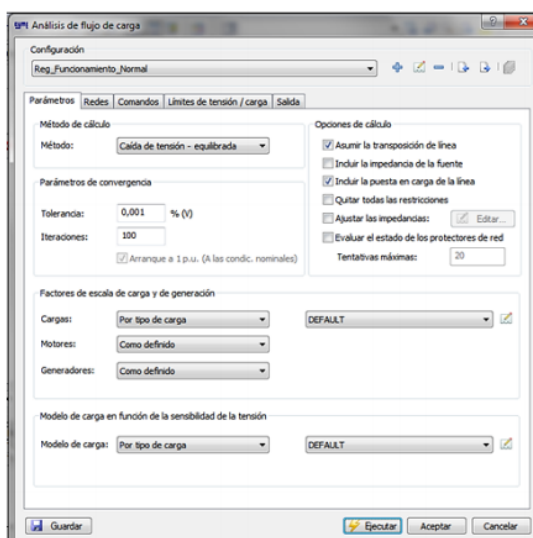 Análisis de flujo de carga
Configuración
Reg_Funcionamiento_Normal
Parámetros Redes Comandos Límites de tensión / carga Salida
Método de cálculo
Método: Caída de tensión - equilibrada
Parámetros de convergencia
Tolerancia: 0,001 % (V)
Iteraciones: 100
Arranque a 1 p.u. (A las condic. nominales)
Opciones de cálculo
Asumir la transposición de línea
Incluir la impedancia de la fuente
Incluir la puesta en carga de la línea
Quitar todas las restricciones
Ajustar las impedancias: Editar...
Evaluar el estado de los protectores de red
Tentativas máximas: 20
Factores de escala de carga y de generación
Cargas: Por tipo de carga DEFAULT
Motores: Como definido
Generadores: Como definido
Modelo de carga en función de la sensibilidad de la tensión
Modelo de carga: Por tipo de carga DEFAULT
Guardar Ejecutar Aceptar Cancelar